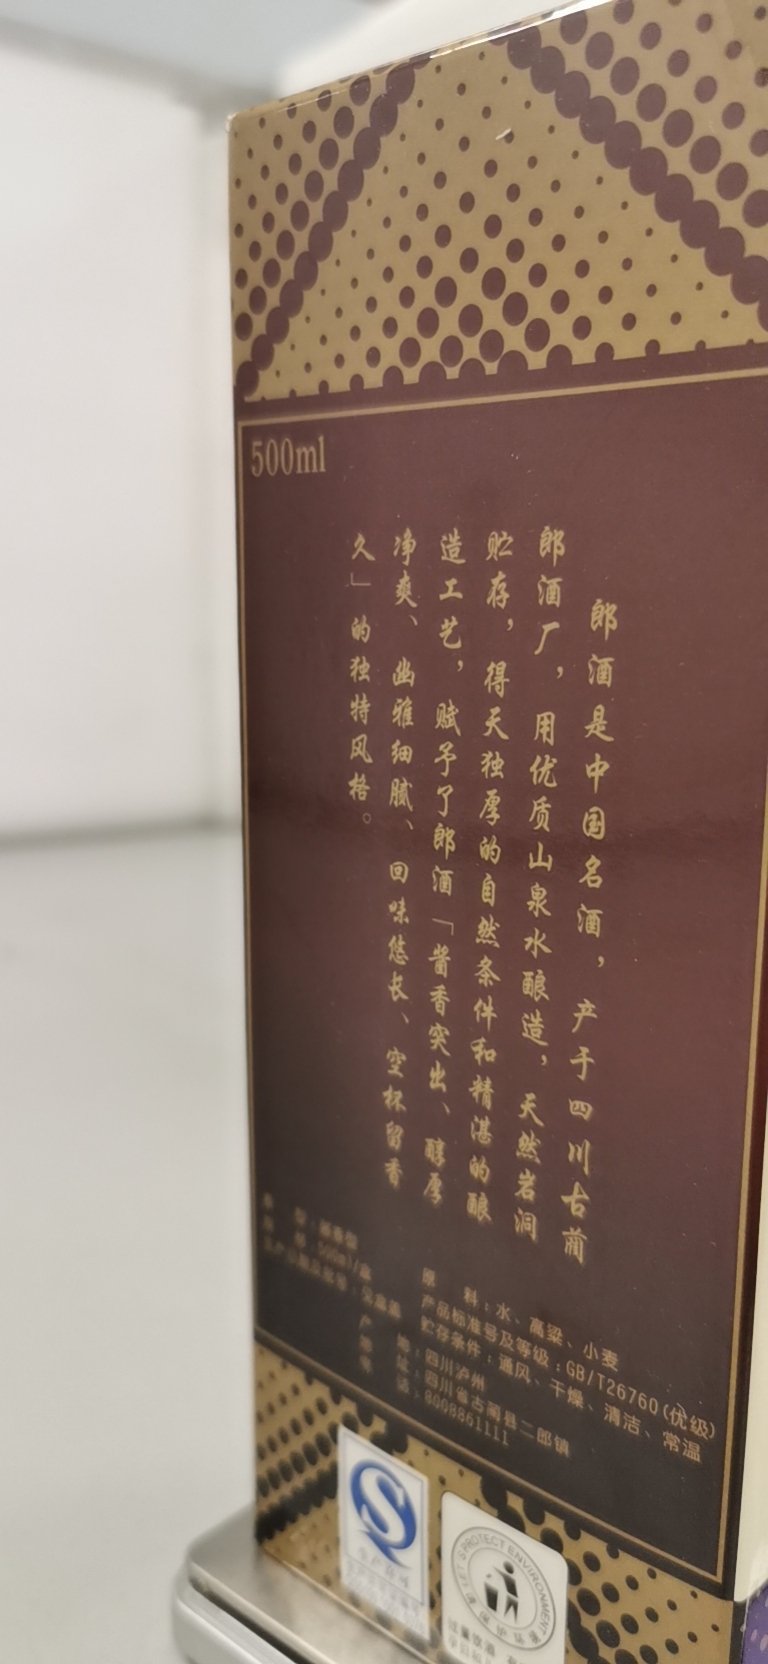 500ml
郎酒是中国名酒，产于四川古蔺
郎酒厂，用优质山泉水酿造，天然岩洞
贮存，得天独厚的自然条件和精湛的酿
造工艺，赋予了郎酒「酱香突出、醇厚
净爽、幽雅细腻、回味悠长、空杯留香
久」的独特风格。
500ml/
原 料：水、高粱、小麦
产品标准号及等级：GB/T26760(优级)
贮存条件：通风、干燥、清洁、常温
产 地：四川泸州
地 址：四川省古蔺县二郎镇
电 话：8008861111
LET'S PROTECT ENVIRONMENT